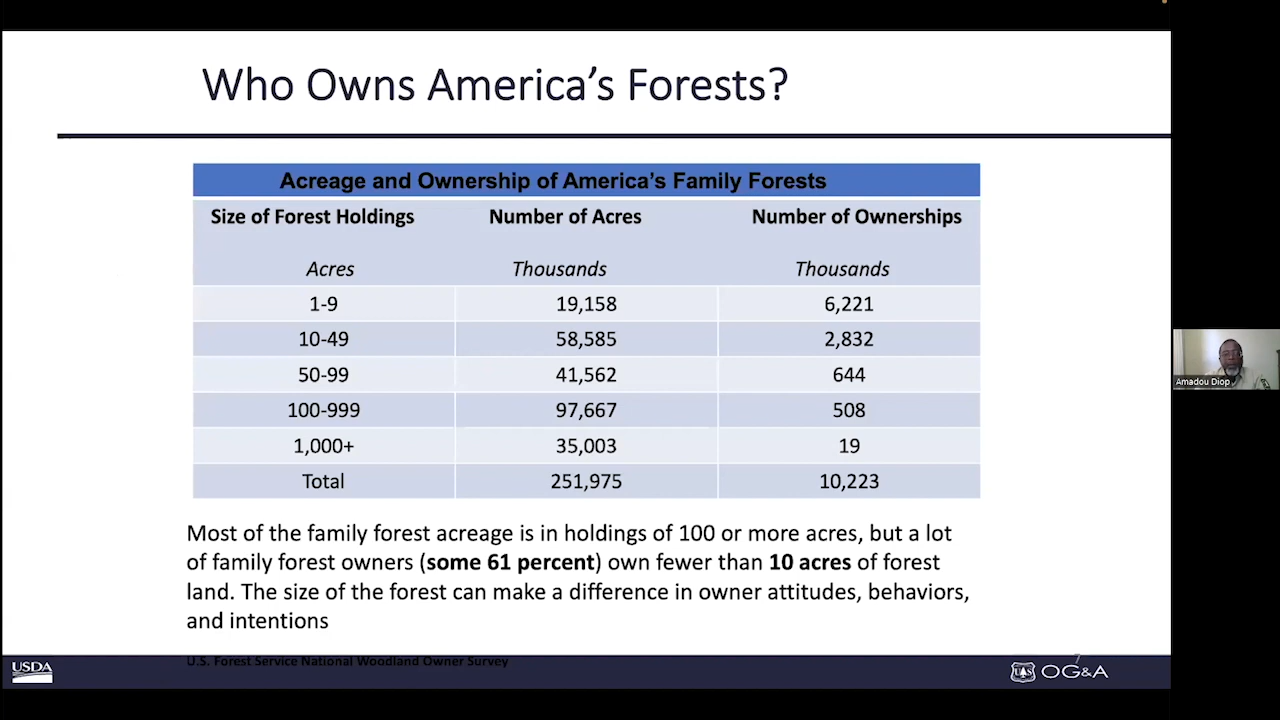 Who Owns America's Forests?
Acreage and Ownership of America's Family Forests
Size of Forest Holdings Number of Acres Number of Ownerships
Acres Thousands Thousands
1-9 19,158 6,221
10-49 58,585 2,832
50-99 41,562 644
100-999 97,667 508
1,000+ 35,003 19
Total 251,975 10,223
Most of the family forest acreage is in holdings of 100 or more acres, but a lot
of family forest owners (some 61 percent) own fewer than 10 acres of forest
land. The size of the forest can make a difference in owner attitudes, behaviors,
and intentions
U.S. Forest Service National Woodland Owner Survey
7
USDA
UAS OG&A
Amadou Diop